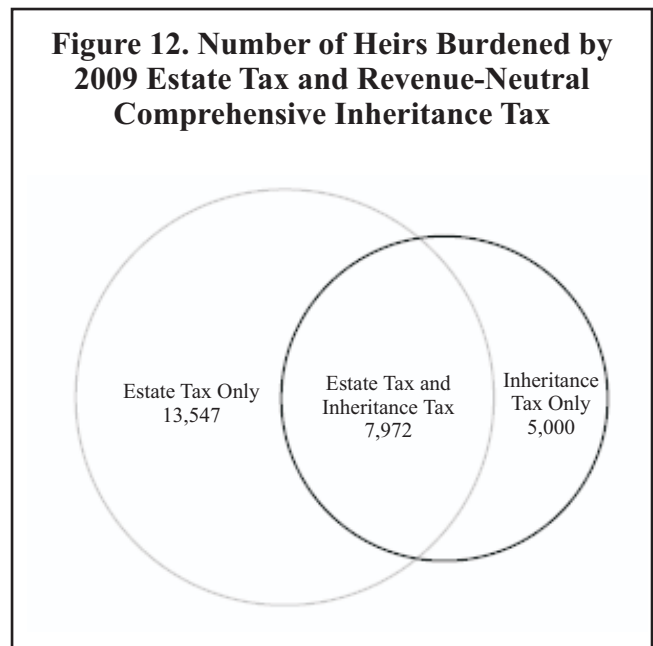 Figure 12. Number of Heirs Burdened by
2009 Estate Tax and Revenue-Neutral
Comprehensive Inheritance Tax
Estate Tax Only
13,547
Estate Tax and
Inheritance Tax
7,972
Inheritance
Tax Only
5,000